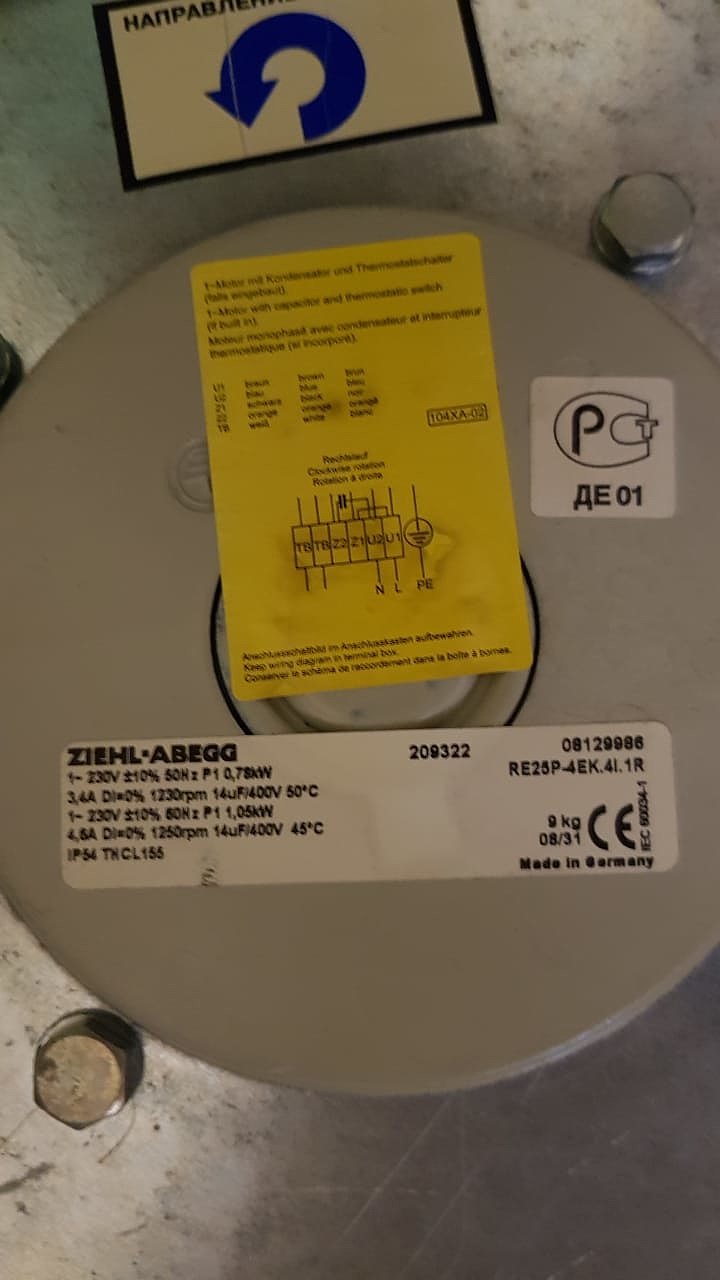 НАПРАВЛЕНИЕ
1~Motor mit Kondensator und Thermostatschalter
(falls eingebaut).
1~Motor with capacitor and thermostatic switch
(if built in).
Moteur monophasé avec condensateur et interrupteur
thermostatique (si incorporé).
U1 braun brown brun
U2 blau blue bleu
Z1 schwarz black noir
Z2 orange orange orangé
TB weiß white blanc
104XA-02
Rechtslauf
Clockwise rotation
Rotation à droite
TB TB Z2 Z1 U2 U1
N L PE
Anschlussschaltbild im Anschlusskasten aufbewahren.
Keep wiring diagram in terminal box.
Conserver le schéma de raccordement dans la boîte à bornes.
РСТ
ДЕ 01
ZIEHL-ABEGG 209322 08129986
RE25P-4EK.4I.1R
1~ 230V ±10% 50Hz P1 0,78kW
3,4A DI=0% 1230rpm 14uF/400V 50°C
1~ 230V ±10% 60Hz P1 1,05kW
4,6A DI=0% 1250rpm 14uF/400V 45°C
IP54 THCL155
9 kg
08/31
CE
IEC 60034-1
Made in Germany